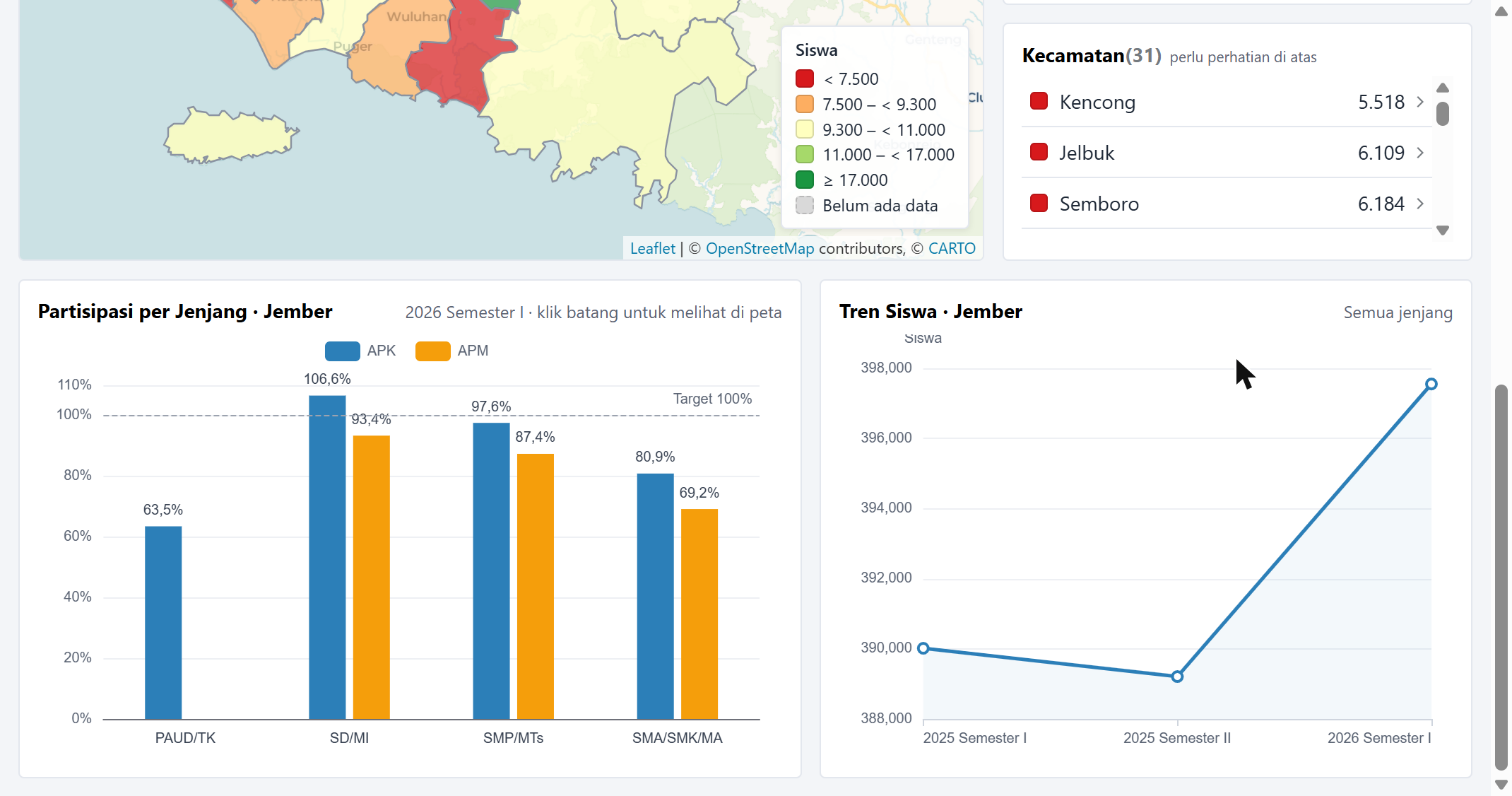 Wuluhan
Puger
Genteng
Siswa
< 7.500
7.500 – < 9.300
9.300 – < 11.000
11.000 – < 17.000
≥ 17.000
Belum ada data
Leaflet | © OpenStreetMap contributors, © CARTO
Kecamatan(31) perlu perhatian di atas
Kencong 5.518
Jelbuk 6.109
Semboro 6.184
Partisipasi per Jenjang · Jember 2026 Semester I · klik batang untuk melihat di peta
APK APM
110%
100%
80%
60%
40%
20%
0%
Target 100%
63,5%
106,6%
93,4%
97,6%
87,4%
80,9%
69,2%
PAUD/TK SD/MI SMP/MTs SMA/SMK/MA
Tren Siswa · Jember Semua jenjang
Siswa
398,000
396,000
394,000
392,000
390,000
388,000
2025 Semester I 2025 Semester II 2026 Semester I